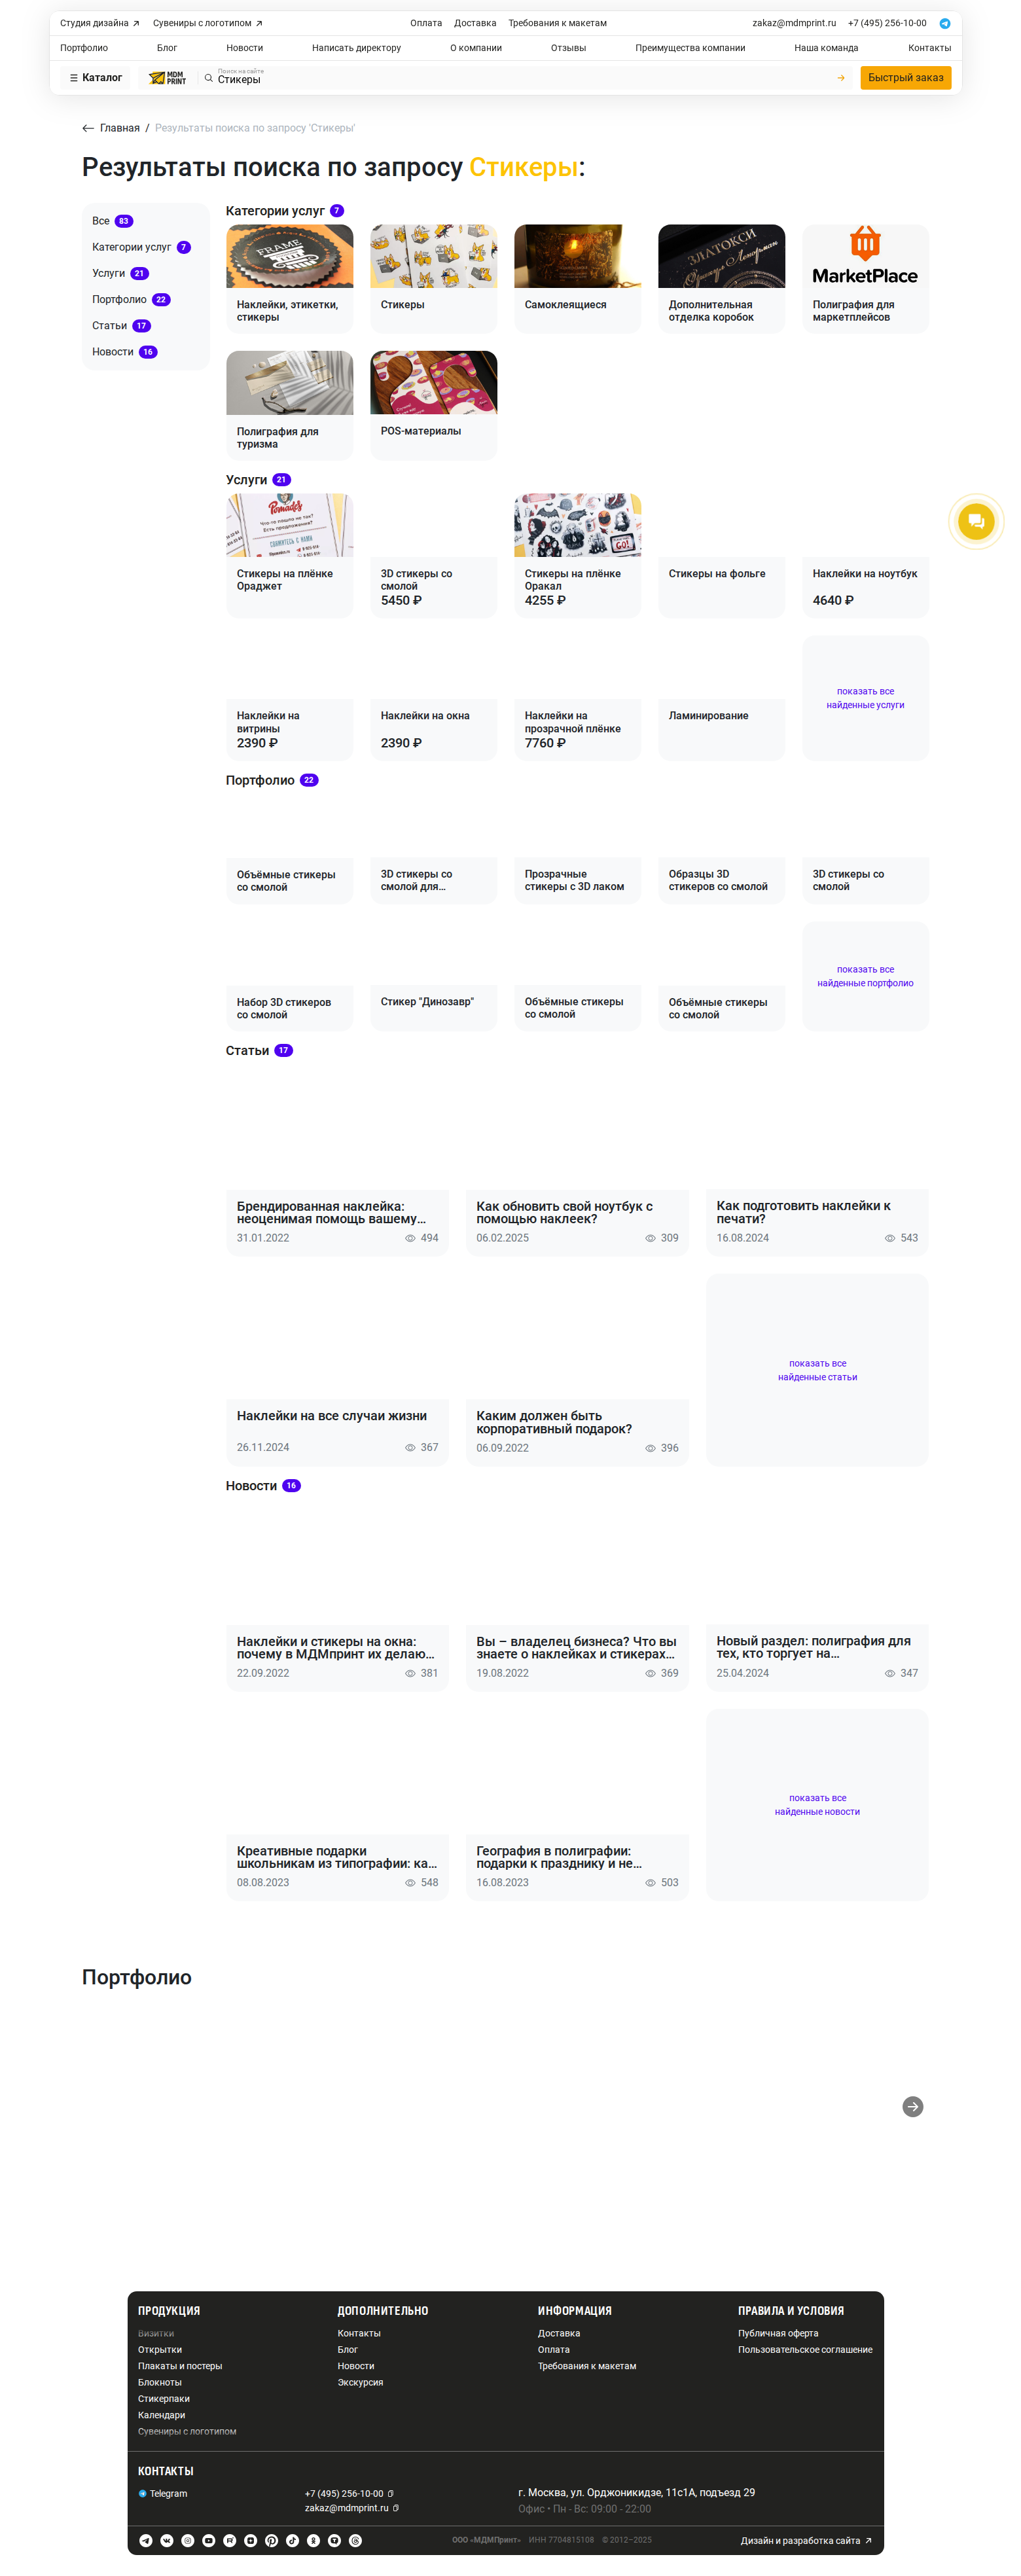 Студия дизайна
Сувениры с логотипом
Оплата
Доставка
Требования к макетам
zakaz@mdmprint.ru
+7 (495) 256-10-00
Портфолио
Блог
Новости
Написать директору
О компании
Отзывы
Преимущества компании
Наша команда
Контакты
Каталог
MDM
PRINT
Поиск на сайте
Стикеры
Быстрый заказ
Главная / Результаты поиска по запросу 'Стикеры'
Результаты поиска по запросу Стикеры:
Все 83
Категории услуг 7
Услуги 21
Портфолио 22
Статьи 17
Новости 16
Категории услуг 7
FRAME
ЗЛАТОКСИ
MarketPlace
Наклейки, этикетки,
стикеры
Стикеры
Самоклеящиеся
Дополнительная
отделка коробок
Полиграфия для
маркетплейсов
Полиграфия для
туризма
POS-материалы
Услуги 21
Стикеры на плёнке
Ораджет
3D стикеры со
смолой
5450 ₽
Стикеры на плёнке
Оракал
4255 ₽
Стикеры на фольге
Наклейки на ноутбук
4640 ₽
Наклейки на
витрины
2390 ₽
Наклейки на окна
2390 ₽
Наклейки на
прозрачной плёнке
7760 ₽
Ламинирование
показать все
найденные услуги
Портфолио 22
Объёмные стикеры
со смолой
3D стикеры со
смолой для...
Прозрачные
стикеры с 3D лаком
Образцы 3D
стикеров со смолой
3D стикеры со
смолой
Набор 3D стикеров
со смолой
Стикер "Динозавр"
Объёмные стикеры
со смолой
Объёмные стикеры
со смолой
показать все
найденные портфолио
Статьи 17
Брендированная наклейка:
неоценимая помощь вашему...
31.01.2022
494
Как обновить свой ноутбук с
помощью наклеек?
06.02.2025
309
Как подготовить наклейки к
печати?
16.08.2024
543
Наклейки на все случаи жизни
26.11.2024
367
Каким должен быть
корпоративный подарок?
06.09.2022
396
показать все
найденные статьи
Новости 16
Наклейки и стикеры на окна:
почему в МДМпринт их делаю...
22.09.2022
381
Вы – владелец бизнеса? Что вы
знаете о наклейках и стикерах...
19.08.2022
369
Новый раздел: полиграфия для
тех, кто торгует на...
25.04.2024
347
Креативные подарки
школьникам из типографии: ка...
08.08.2023
548
География в полиграфии:
подарки к празднику и не...
16.08.2023
503
показать все
найденные новости
Портфолио
ПРОДУКЦИЯ
Визитки
Открытки
Плакаты и постеры
Блокноты
Стикерпаки
Календари
Сувениры с логотипом
ДОПОЛНИТЕЛЬНО
Контакты
Блог
Новости
Экскурсия
ИНФОРМАЦИЯ
Доставка
Оплата
Требования к макетам
ПРАВИЛА И УСЛОВИЯ
Публичная оферта
Пользовательское соглашение
КОНТАКТЫ
Telegram
+7 (495) 256-10-00
zakaz@mdmprint.ru
г. Москва, ул. Орджоникидзе, 11с1А, подъезд 29
Офис • Пн - Вс: 09:00 - 22:00
ООО «МДМПринт» ИНН 7704815108 © 2012–2025
Дизайн и разработка сайта